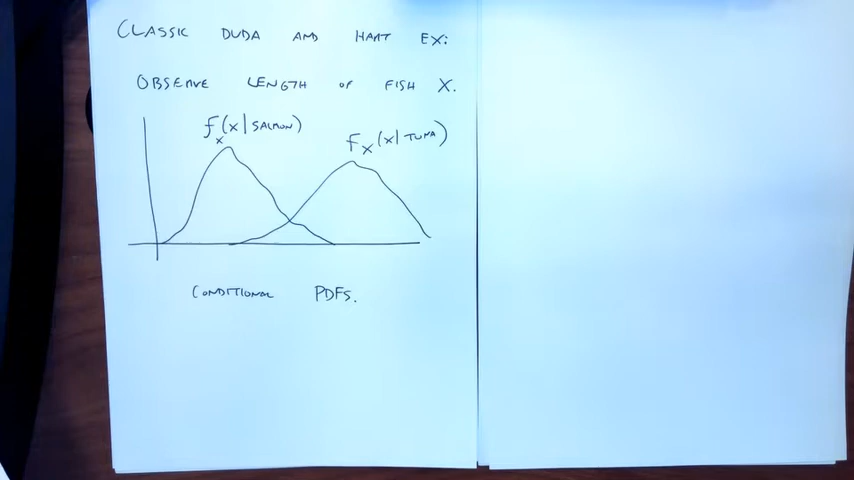 CLASSIC DUDA AND HART EX:
OBSERVE LENGTH OF FISH X.
fx(x|SALMON)
fx(x|TUNA)
CONDITIONAL PDFS.